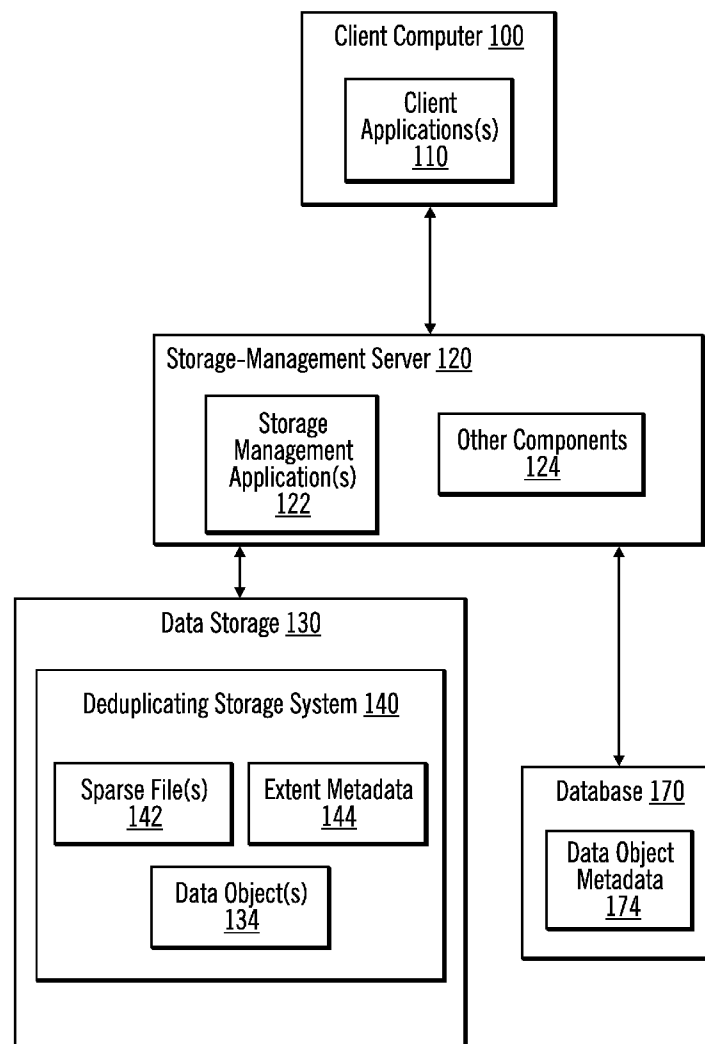 Client Computer 100
Client
Applications(s)
110
Storage-Management Server 120
Storage
Management
Application(s)
122
Other Components
124
Data Storage 130
Deduplicating Storage System 140
Sparse File(s)
142
Extent Metadata
144
Data Object(s)
134
Database 170
Data Object
Metadata
174